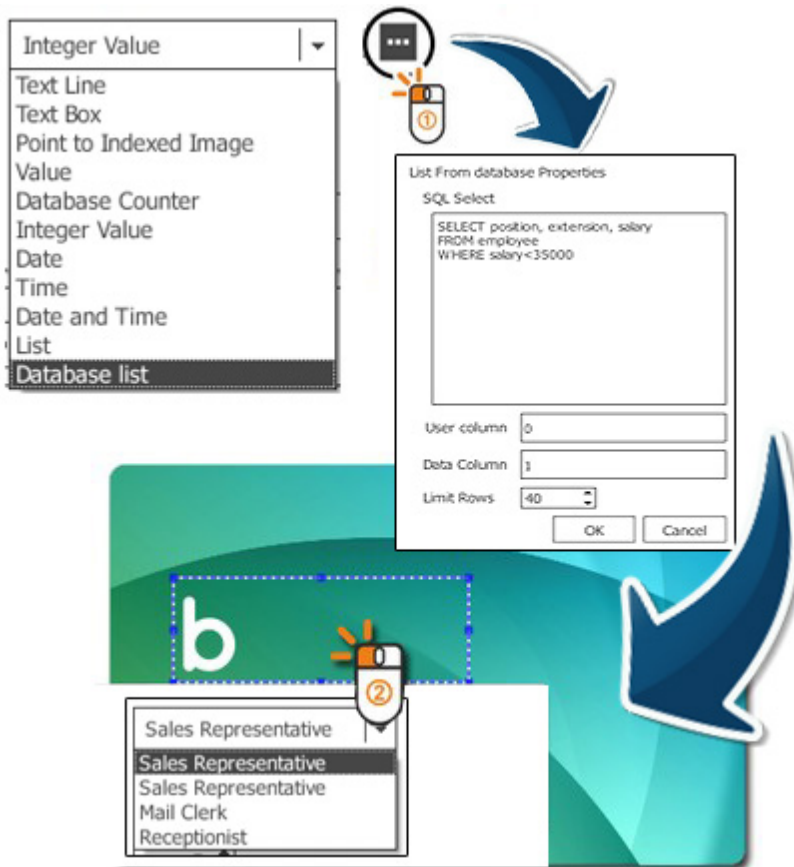 Integer Value
Text Line
Text Box
Point to Indexed Image
Value
Database Counter
Integer Value
Date
Time
Date and Time
List
Database list
①
List From database Properties
SQL Select
SELECT position, extension, salary
FROM employee
WHERE salary<35000
User column 0
Data Column 1
Limit Rows 40
OK Cancel
b
②
Sales Representative
Sales Representative
Sales Representative
Mail Clerk
Receptionist